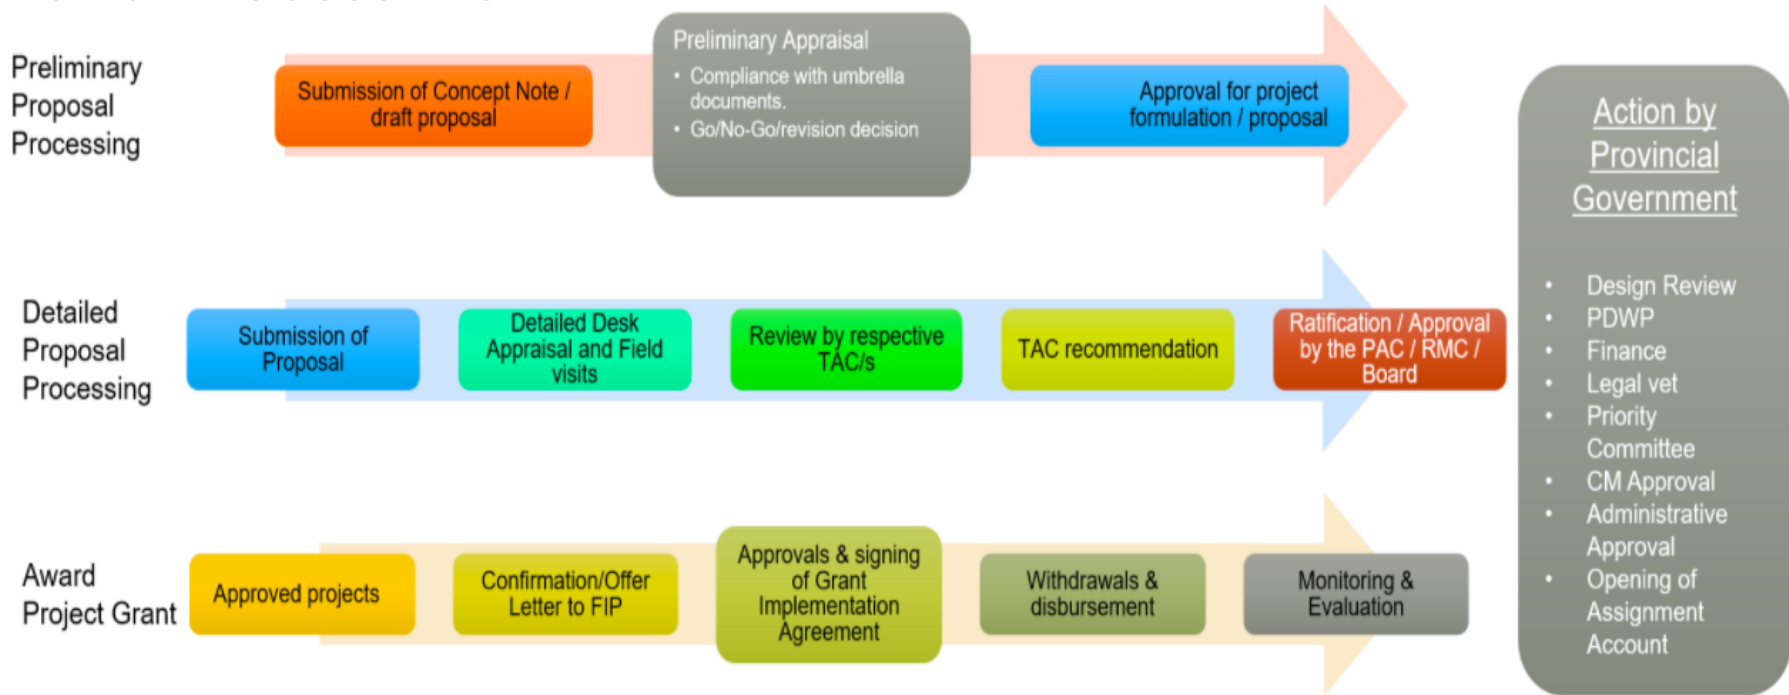 Preliminary
Proposal
Processing
Submission of Concept Note /
draft proposal
Preliminary Appraisal
• Compliance with umbrella
documents.
• Go/No-Go/revision decision
Approval for project
formulation / proposal
Detailed
Proposal
Processing
Submission of
Proposal
Detailed Desk
Appraisal and Field
visits
Review by respective
TAC/s
TAC recommendation
Ratification / Approval
by the PAC / RMC /
Board
Award
Project Grant
Approved projects
Confirmation/Offer
Letter to FIP
Approvals & signing
of Grant
Implementation
Agreement
Withdrawals &
disbursement
Monitoring &
Evaluation
Action by
Provincial
Government
• Design Review
• PDWP
• Finance
• Legal vet
• Priority
Committee
• CM Approval
• Administrative
Approval
• Opening of
Assignment
Account